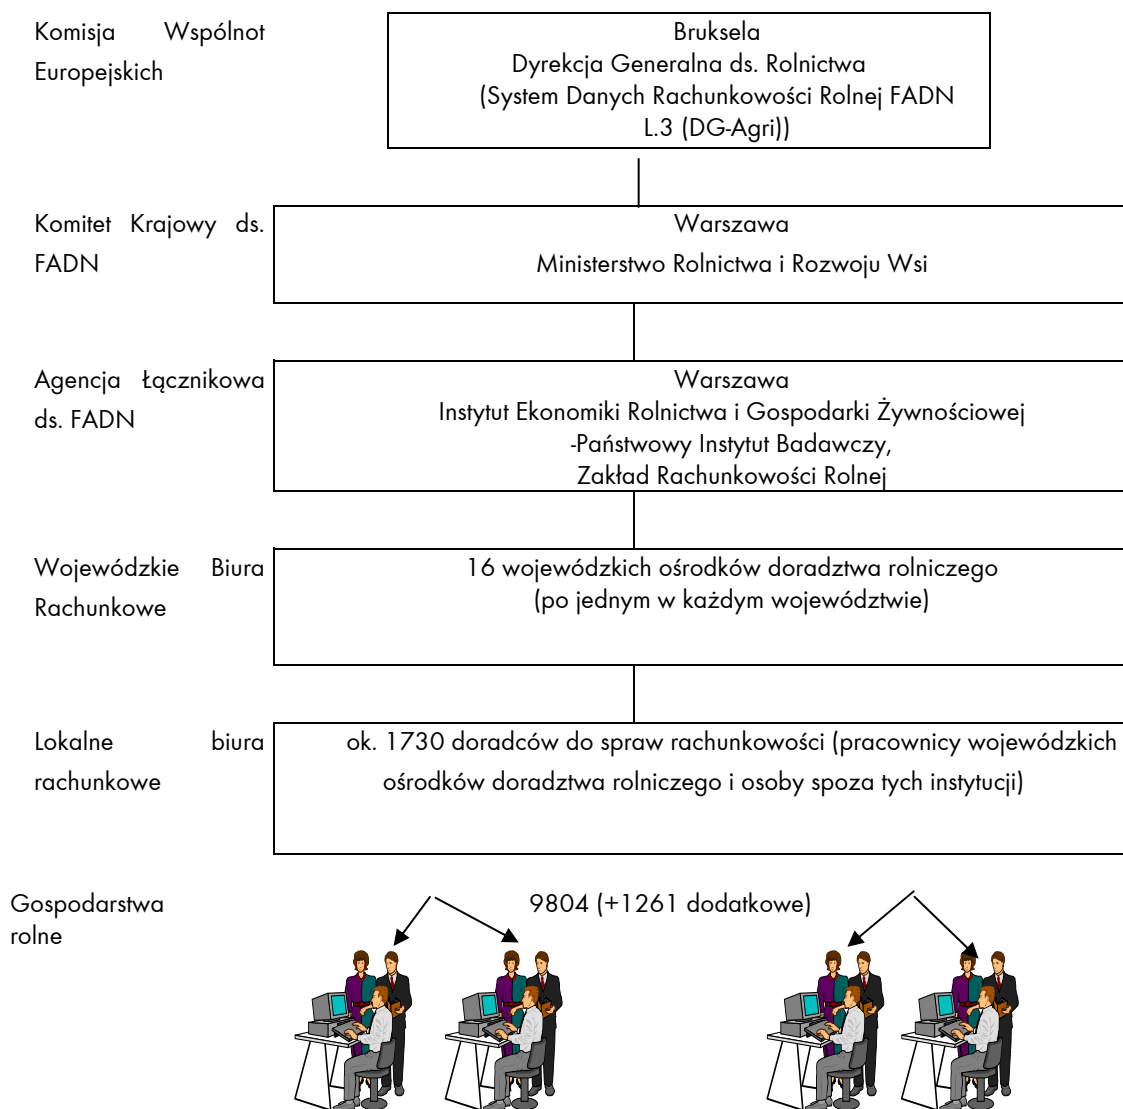 Komisja Wspólnot
Europejskich
Bruksela
Dyrekcja Generalna ds. Rolnictwa
(System Danych Rachunkowości Rolnej FADN
L.3 (DG-Agri))
Komitet Krajowy ds.
FADN
Warszawa
Ministerstwo Rolnictwa i Rozwoju Wsi
Agencja Łącznikowa
ds. FADN
Warszawa
Instytut Ekonomiki Rolnictwa i Gospodarki Żywnościowej
-Państwowy Instytut Badawczy,
Zakład Rachunkowości Rolnej
Wojewódzkie Biura
Rachunkowe
16 wojewódzkich ośrodków doradztwa rolniczego
(po jednym w każdym województwie)
Lokalne biura
rachunkowe
ok. 1730 doradców do spraw rachunkowości (pracownicy wojewódzkich
ośrodków doradztwa rolniczego i osoby spoza tych instytucji)
Gospodarstwa
rolne
9804 (+1261 dodatkowe)